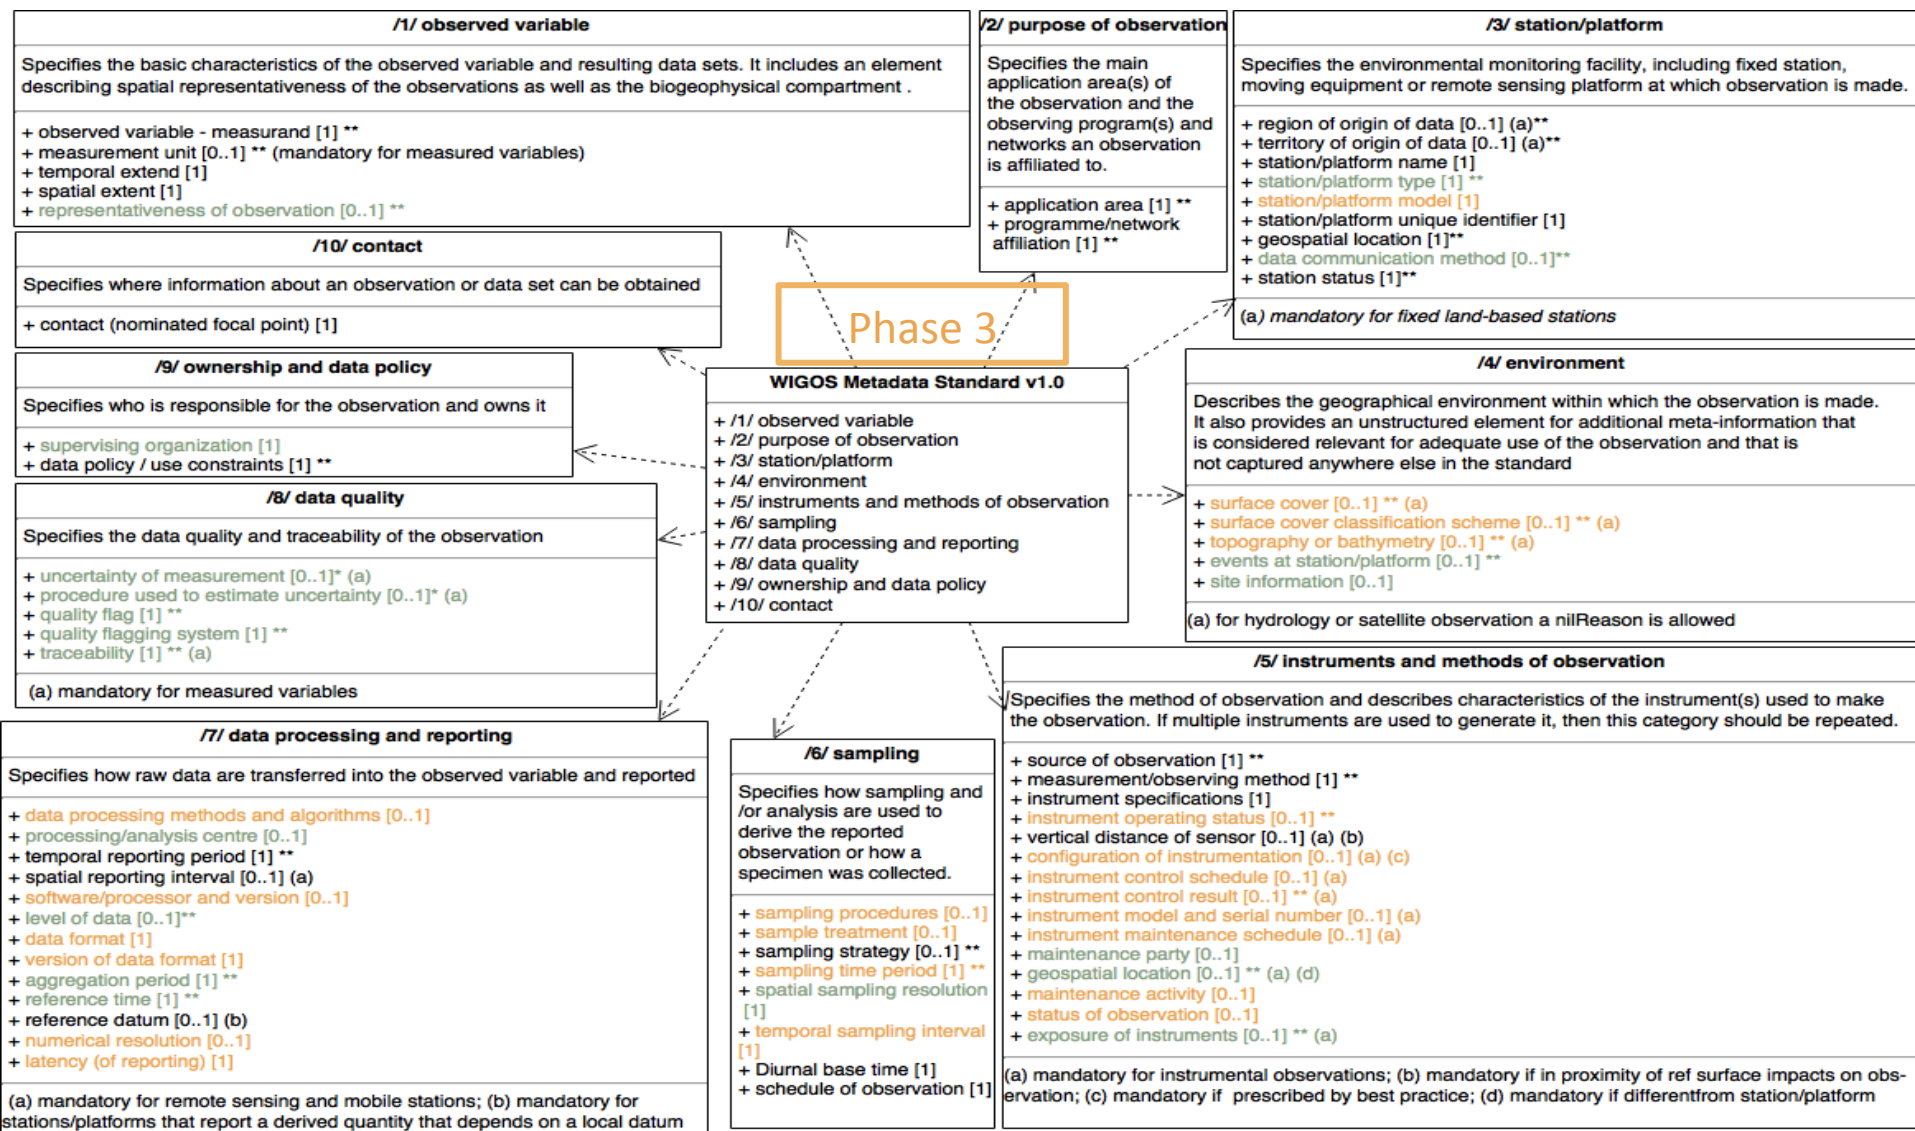 /1/ observed variable
Specifies the basic characteristics of the observed variable and resulting data sets. It includes an element
describing spatial representativeness of the observations as well as the biogeophysical compartment .
+ observed variable - measurand [1] **
+ measurement unit [0..1] ** (mandatory for measured variables)
+ temporal extend [1]
+ spatial extent [1]
+ representativeness of observation [0..1] **
/2/ purpose of observation
Specifies the main
application area(s) of
the observation and the
observing program(s) and
networks an observation
is affiliated to.
+ application area [1] **
+ programme/network
affiliation [1] **
/3/ station/platform
Specifies the environmental monitoring facility, including fixed station,
moving equipment or remote sensing platform at which observation is made.
+ region of origin of data [0..1] (a)**
+ territory of origin of data [0..1] (a)**
+ station/platform name [1]
+ station/platform type [1] **
+ station/platform model [1]
+ station/platform unique identifier [1]
+ geospatial location [1]**
+ data communication method [0..1]**
+ station status [1]**
(a) mandatory for fixed land-based stations
/10/ contact
Specifies where information about an observation or data set can be obtained
+ contact (nominated focal point) [1]
Phase 3
/9/ ownership and data policy
Specifies who is responsible for the observation and owns it
+ supervising organization [1]
+ data policy / use constraints [1] **
WIGOS Metadata Standard v1.0
+ /1/ observed variable
+ /2/ purpose of observation
+ /3/ station/platform
+ /4/ environment
+ /5/ instruments and methods of observation
+ /6/ sampling
+ /7/ data processing and reporting
+ /8/ data quality
+ /9/ ownership and data policy
+ /10/ contact
/4/ environment
Describes the geographical environment within which the observation is made.
It also provides an unstructured element for additional meta-information that
is considered relevant for adequate use of the observation and that is
not captured anywhere else in the standard
+ surface cover [0..1] ** (a)
+ surface cover classification scheme [0..1] ** (a)
+ topography or bathymetry [0..1] ** (a)
+ events at station/platform [0..1] **
+ site information [0..1]
(a) for hydrology or satellite observation a nilReason is allowed
/8/ data quality
Specifies the data quality and traceability of the observation
+ uncertainty of measurement [0..1]* (a)
+ procedure used to estimate uncertainty [0..1]* (a)
+ quality flag [1] **
+ quality flagging system [1] **
+ traceability [1] ** (a)
(a) mandatory for measured variables
/7/ data processing and reporting
Specifies how raw data are transferred into the observed variable and reported
+ data processing methods and algorithms [0..1]
+ processing/analysis centre [0..1]
+ temporal reporting period [1] **
+ spatial reporting interval [0..1] (a)
+ software/processor and version [0..1]
+ level of data [0..1]**
+ data format [1]
+ version of data format [1]
+ aggregation period [1] **
+ reference time [1] **
+ reference datum [0..1] (b)
+ numerical resolution [0..1]
+ latency (of reporting) [1]
(a) mandatory for remote sensing and mobile stations; (b) mandatory for
stations/platforms that report a derived quantity that depends on a local datum
/6/ sampling
Specifies how sampling and
/or analysis are used to
derive the reported
observation or how a
specimen was collected.
+ sampling procedures [0..1]
+ sample treatment [0..1]
+ sampling strategy [0..1] **
+ sampling time period [1] **
+ spatial sampling resolution
[1]
+ temporal sampling interval
[1]
+ Diurnal base time [1]
+ schedule of observation [1]
/5/ instruments and methods of observation
Specifies the method of observation and describes characteristics of the instrument(s) used to make
the observation. If multiple instruments are used to generate it, then this category should be repeated.
+ source of observation [1] **
+ measurement/observing method [1] **
+ instrument specifications [1]
+ instrument operating status [0..1] **
+ vertical distance of sensor [0..1] (a) (b)
+ configuration of instrumentation [0..1] (a) (c)
+ instrument control schedule [0..1] (a)
+ instrument control result [0..1] ** (a)
+ instrument model and serial number [0..1] (a)
+ instrument maintenance schedule [0..1] (a)
+ maintenance party [0..1]
+ geospatial location [0..1] ** (a) (d)
+ maintenance activity [0..1]
+ status of observation [0..1]
+ exposure of instruments [0..1] ** (a)
(a) mandatory for instrumental observations; (b) mandatory if in proximity of ref surface impacts on obs-
ervation; (c) mandatory if prescribed by best practice; (d) mandatory if differentfrom station/platform